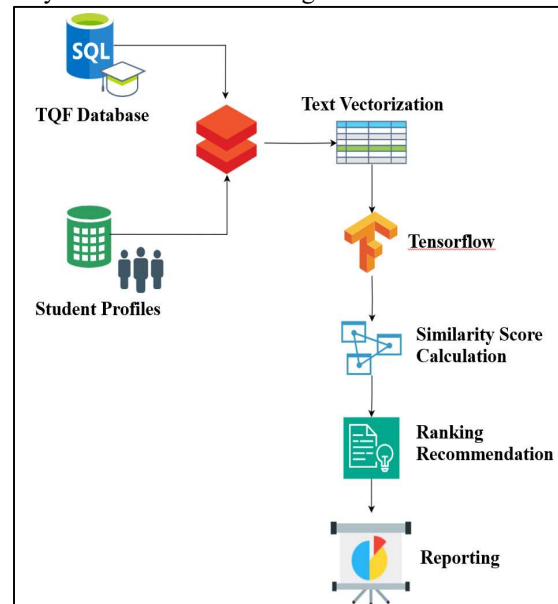 SQL
TQF Database
Text Vectorization
Tensorflow
Student Profiles
Similarity Score
Calculation
Ranking
Recommendation
Reporting